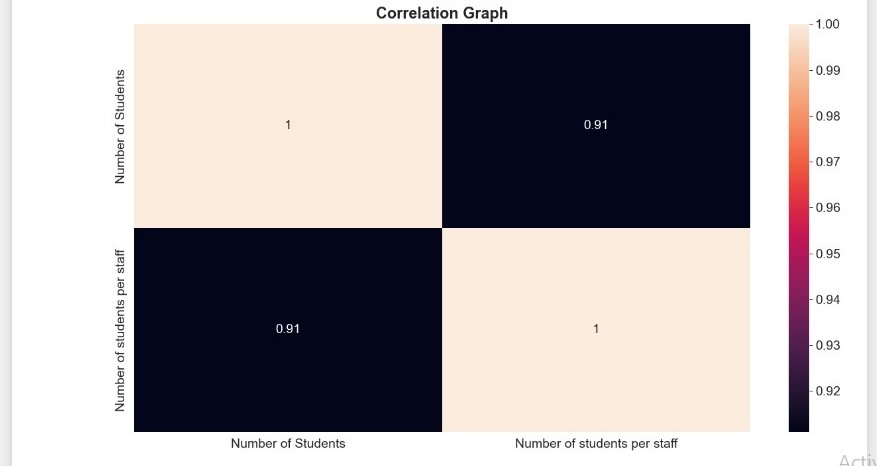 Correlation Graph
1.00
Number of Students
0.99
1
0.91
0.98
0.97
0.96
0.95
Number of students per staff
0.94
0.91
1
0.93
0.92
Number of Students
Number of students per staff